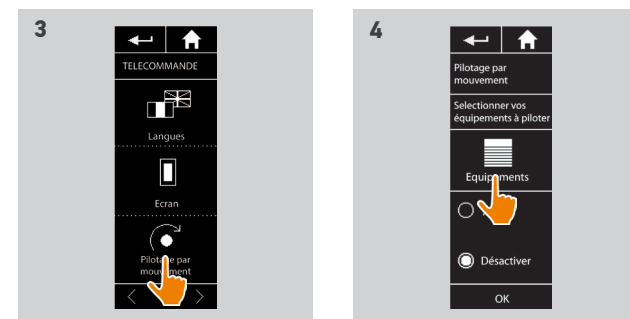 3
TELECOMMANDE
Langues
Ecran
Pilotage par
mouvement
4
Pilotage par
mouvement
Selectionner vos
équipements à piloter
Equipements
Désactiver
OK